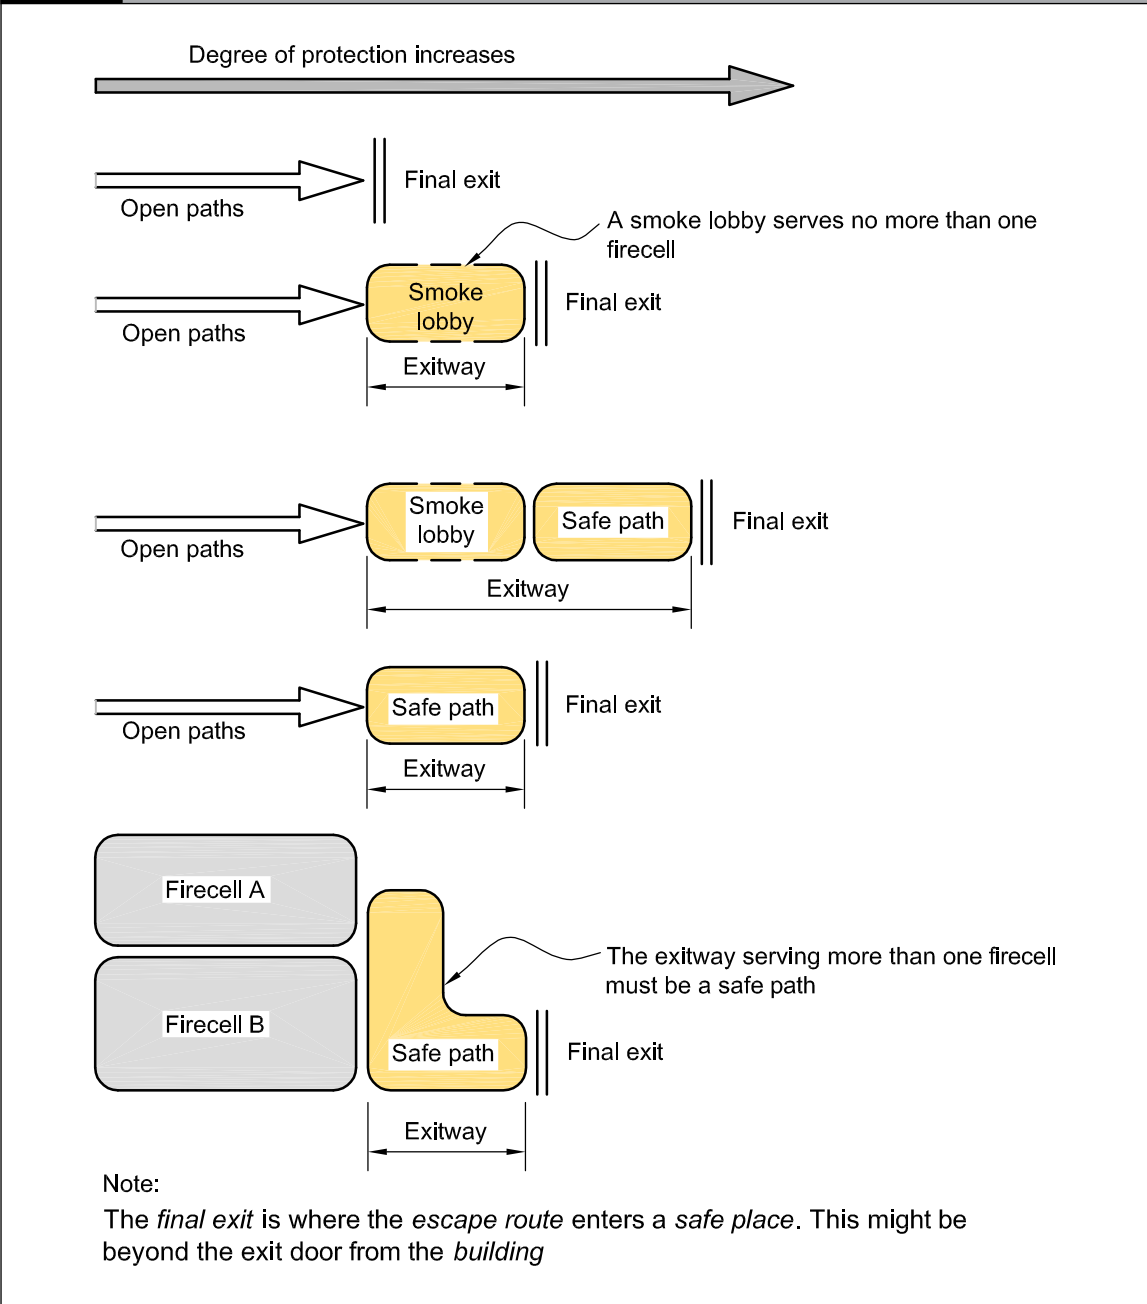 Degree of protection increases
Final exit
Open paths
A smoke lobby serves no more than one
firecell
Smoke
lobby
Final exit
Open paths
Exitway
Smoke
lobby
Safe path
Final exit
Open paths
Exitway
Safe path
Final exit
Open paths
Exitway
Firecell A
The exitway serving more than one firecell
must be a safe path
Firecell B
Safe path
Final exit
Exitway
Note:
The final exit is where the escape route enters a safe place. This might be
beyond the exit door from the building